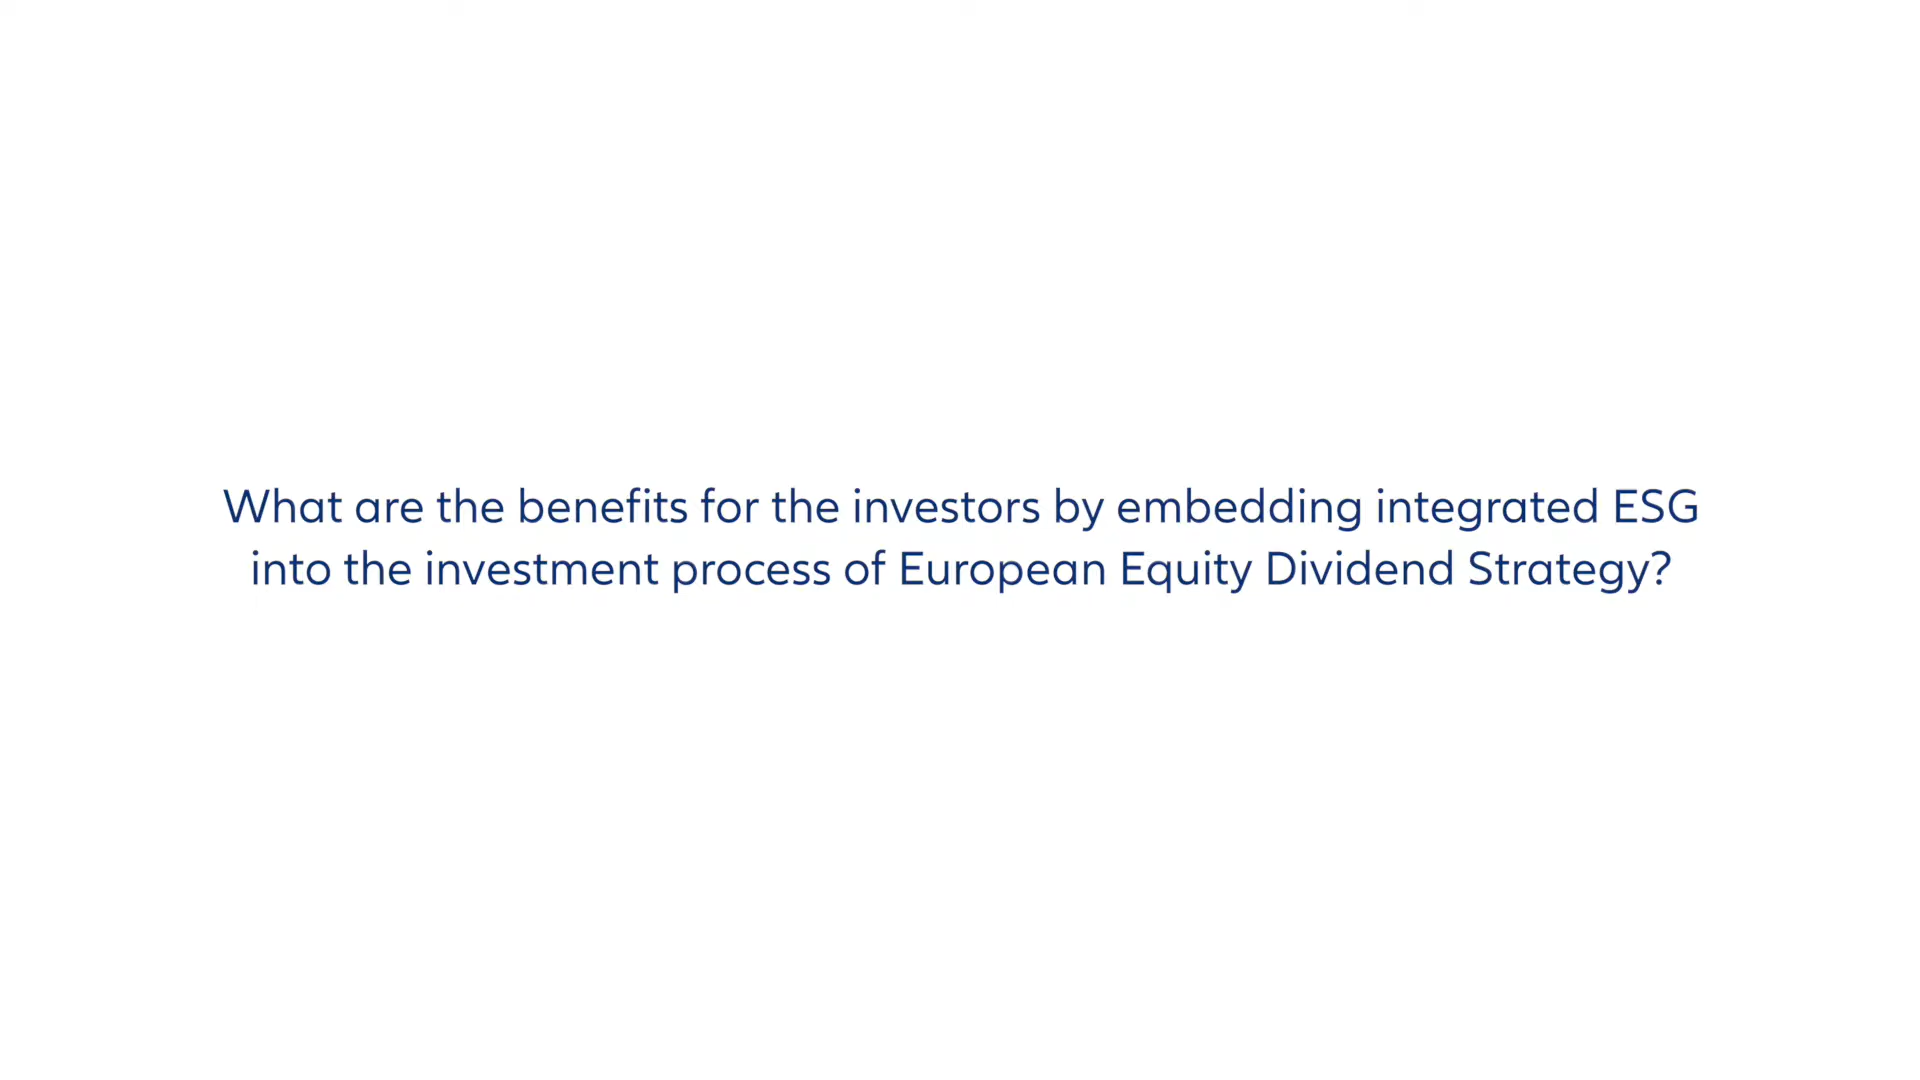 What are the benefits for the investors by embedding integrated ESG
into the investment process of European Equity Dividend Strategy?